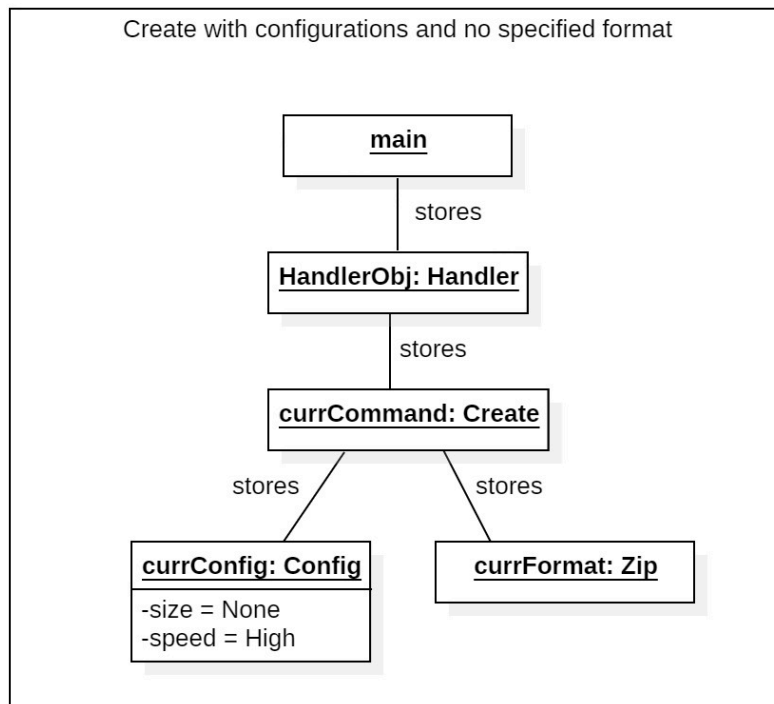 Create with configurations and no specified format
main
stores
HandlerObj: Handler
stores
currCommand: Create
stores
stores
currConfig: Config
-size = None
-speed = High
currFormat: Zip